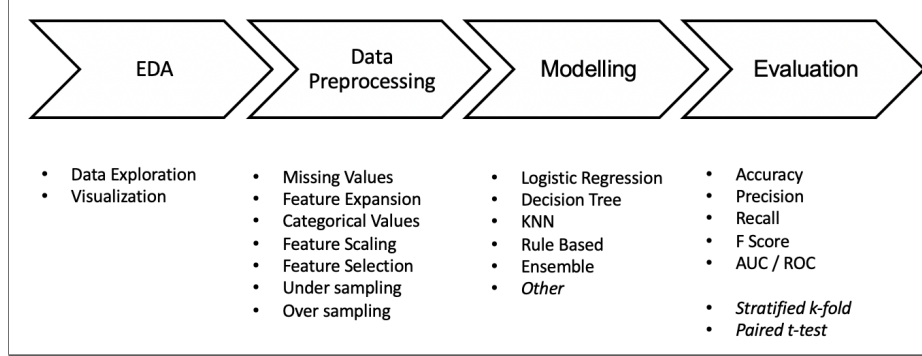 EDA
Data
Preprocessing
Modelling
Evaluation
• Data Exploration
• Visualization
• Missing Values
• Feature Expansion
• Categorical Values
• Feature Scaling
• Feature Selection
• Under sampling
• Over sampling
• Logistic Regression
• Decision Tree
• KNN
• Rule Based
• Ensemble
• Other
• Accuracy
• Precision
• Recall
• F Score
• AUC / ROC
• Stratified k-fold
• Paired t-test